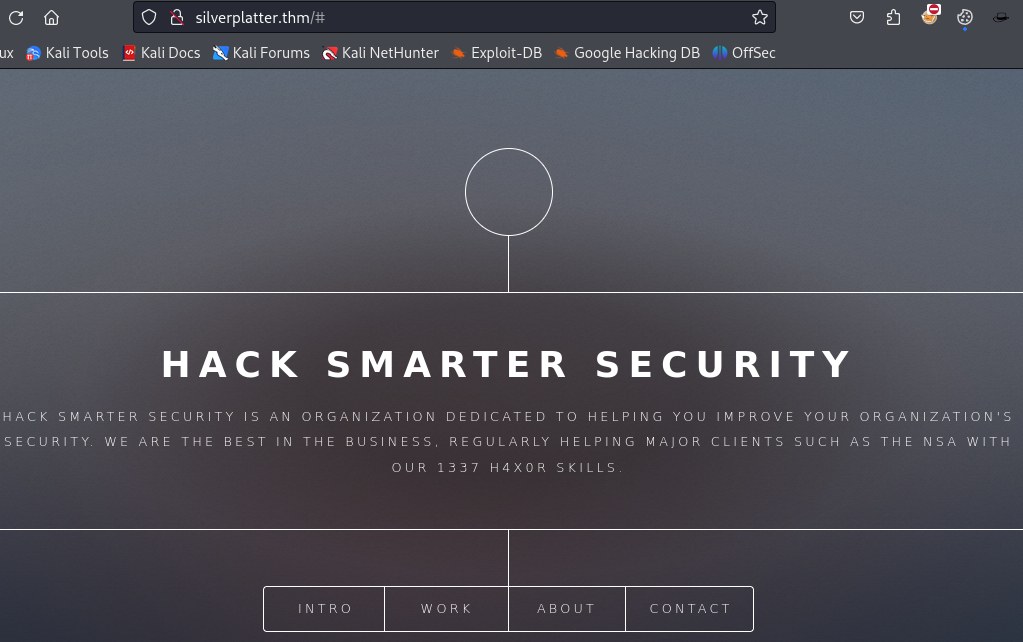 silverplatter.thm/#
ux Kali Tools Kali Docs Kali Forums Kali NetHunter Exploit-DB Google Hacking DB OffSec
HACK SMARTER SECURITY
HACK SMARTER SECURITY IS AN ORGANIZATION DEDICATED TO HELPING YOU IMPROVE YOUR ORGANIZATION'S
SECURITY. WE ARE THE BEST IN THE BUSINESS, REGULARLY HELPING MAJOR CLIENTS SUCH AS THE NSA WITH
OUR 1337 H4X0R SKILLS.
INTRO WORK ABOUT CONTACT